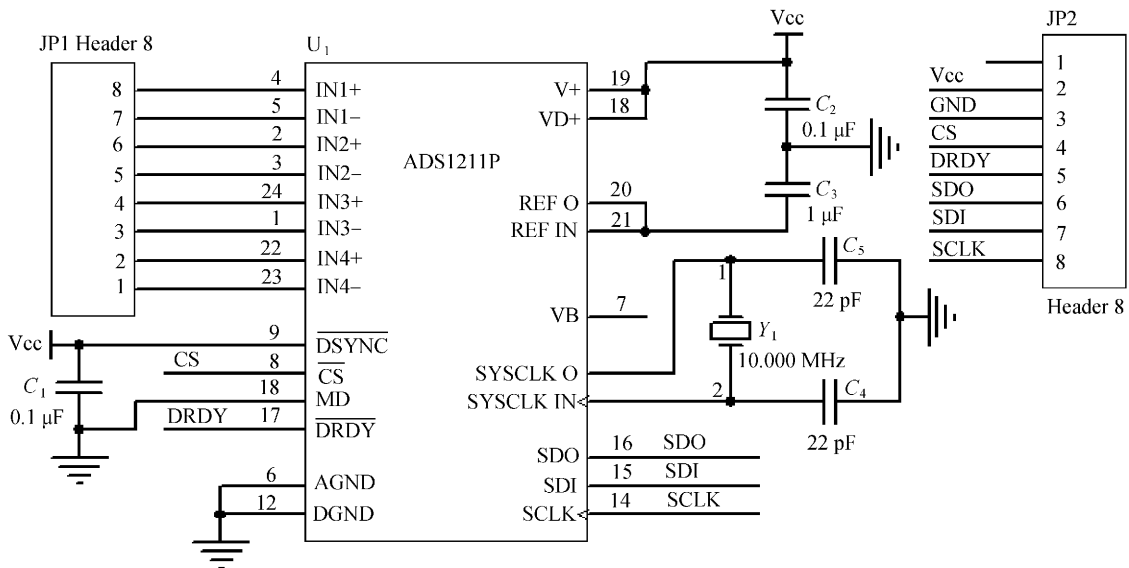 JP1 Header 8
8
7
6
5
4
3
2
1
4
5
2
3
24
1
22
23
U1
IN1+
IN1−
IN2+
IN2−
IN3+
IN3−
IN4+
IN4−
ADS1211P
Vcc
9
DSYNC
CS
8
CS
18
MD
DRDY
17
DRDY
C1
0.1 μF
6
AGND
12
DGND
V+
19
VD+
18
REF O
20
REF IN
21
VB
7
SYSCLK O
SYSCLK IN
SDO
16
SDO
SDI
15
SDI
SCLK
14
SCLK
Vcc
C2
0.1 μF
C3
1 μF
1
C5
22 pF
Y1
10.000 MHz
2
C4
22 pF
JP2
1
Vcc
2
GND
3
CS
4
DRDY
5
SDO
6
SDI
7
SCLK
8
Header 8